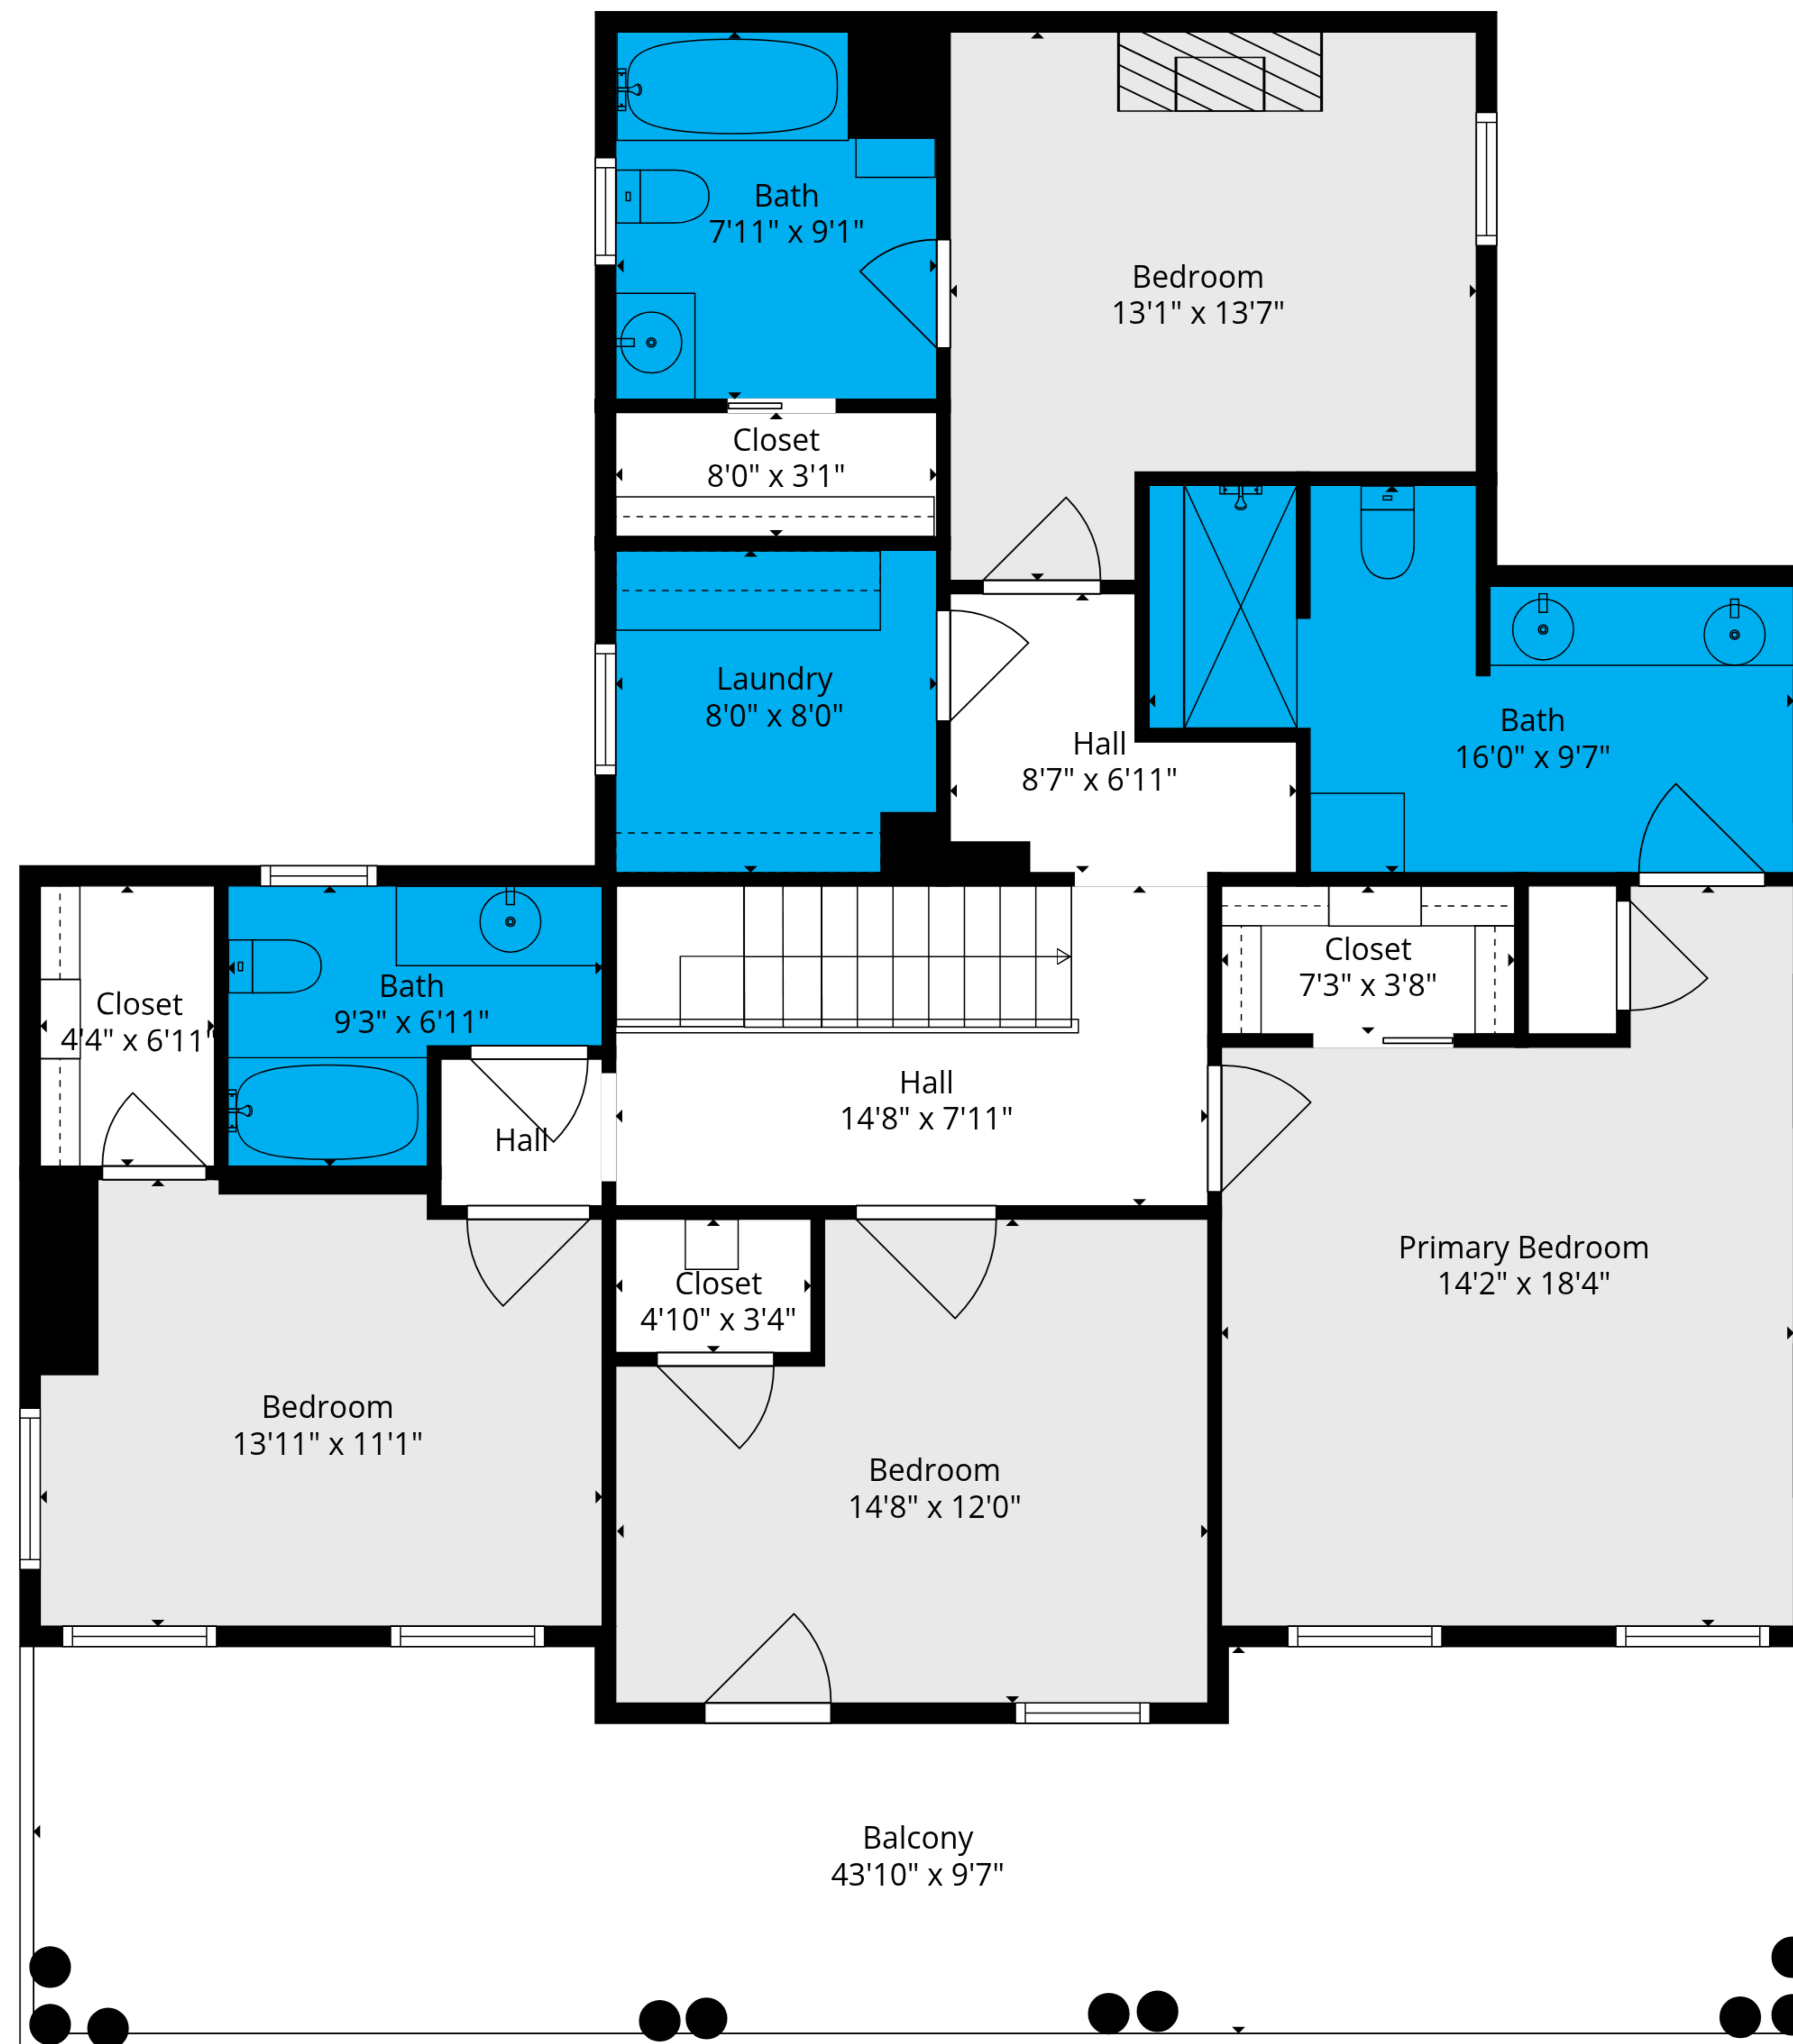 Bath
7'11" x 9'1"
Bedroom
13'1" x 13'7"
Closet
8'0" x 3'1"
Laundry
8'0" x 8'0"
Hall
8'7" x 6'11"
Bath
16'0" x 9'7"
Closet
4'4" x 6'11"
Bath
9'3" x 6'11"
Closet
7'3" x 3'8"
Hall
14'8" x 7'11"
Hall
Primary Bedroom
14'2" x 18'4"
Closet
4'10" x 3'4"
Bedroom
13'11" x 11'1"
Bedroom
14'8" x 12'0"
Balcony
43'10" x 9'7"